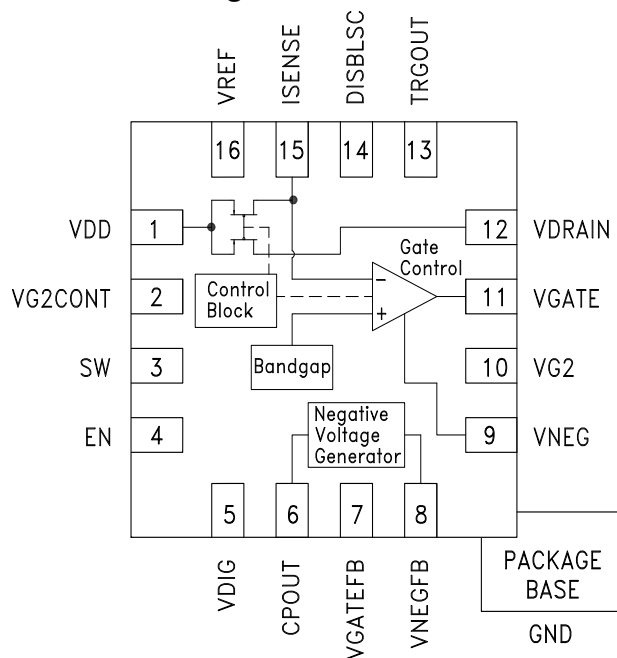 VREF
ISENSE
DISBLSC
TRGOUT
16
15
14
13
VDD
1
12
VDRAIN
Gate
Control
VG2CONT
2
Control
Block
−
+
11
VGATE
SW
3
Bandgap
10
VG2
EN
4
Negative
Voltage
Generator
9
VNEG
5
6
7
8
VDIG
CPOUT
VGATEFB
VNEGFB
PACKAGE
BASE
GND